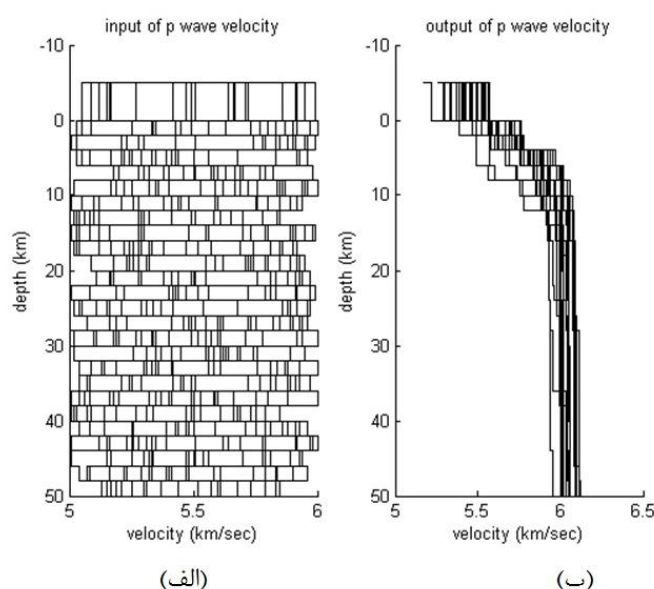 input of p wave velocity
-10
0
10
20
30
40
50
depth (km)
5
5.5
6
velocity (km/sec)
(الف)
output of p wave velocity
-10
0
10
20
30
40
50
depth (km)
5
5.5
6
6.5
velocity (km/sec)
(ب)